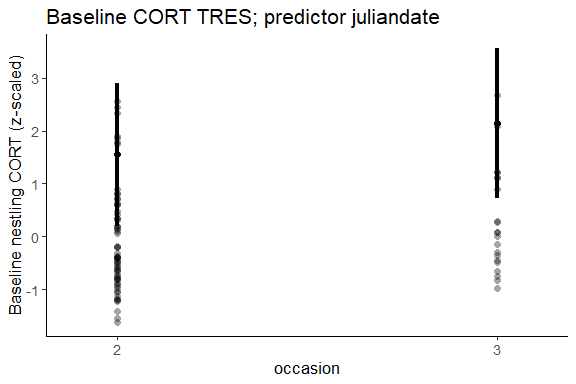 Baseline CORT TRES; predictor juliandate
Baseline nestling CORT (z-scaled)
3
2
1
0
-1
2
3
occasion